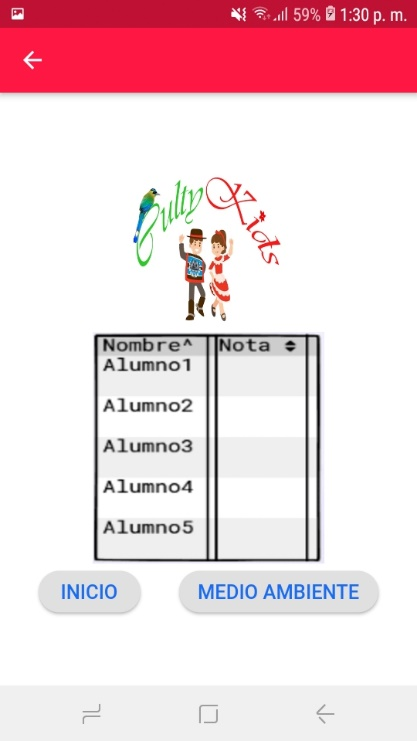 59% 1:30 p. m.
Culty Kids
Nombre^ Nota
Alumno1
Alumno2
Alumno3
Alumno4
Alumno5
INICIO MEDIO AMBIENTE